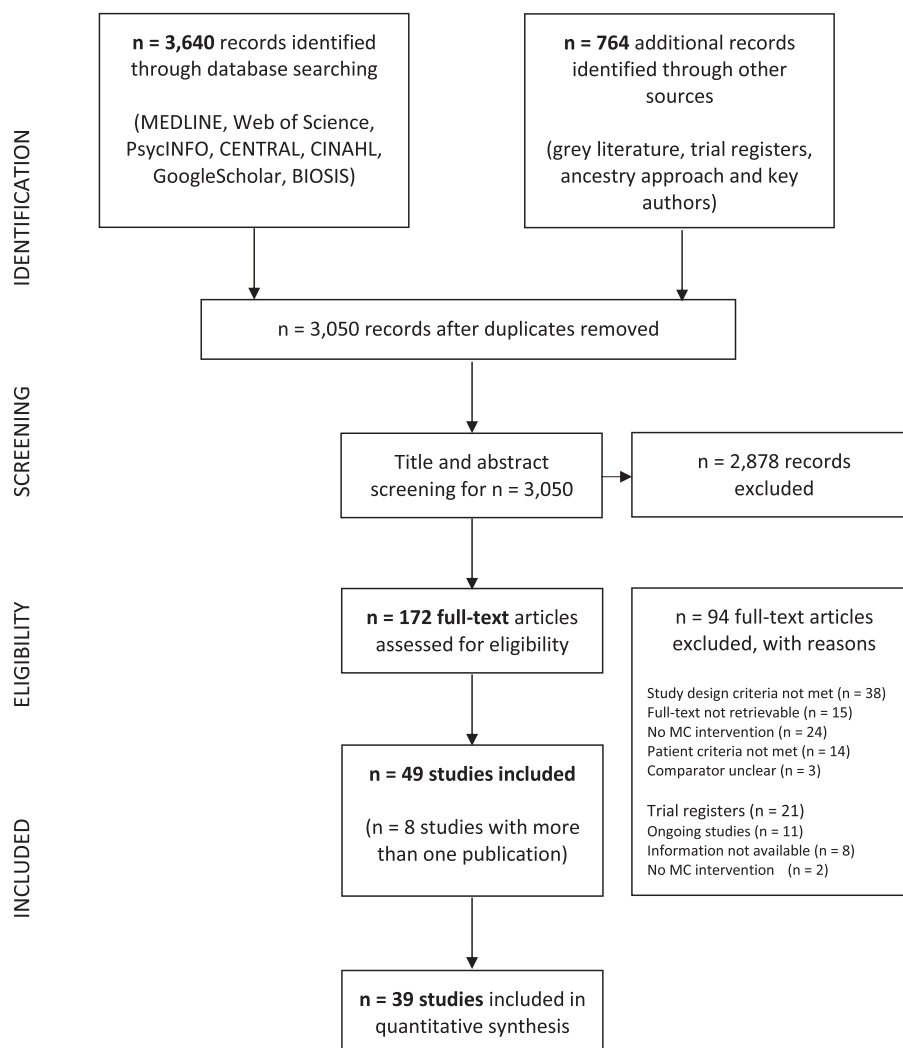 n = 3,640 records identified
through database searching
(MEDLINE, Web of Science,
PsycINFO, CENTRAL, CINAHL,
GoogleScholar, BIOSIS)
n = 764 additional records
identified through other
sources
(grey literature, trial registers,
ancestry approach and key
authors)
IDENTIFICATION
n = 3,050 records after duplicates removed
SCREENING
Title and abstract
screening for n = 3,050
n = 2,878 records
excluded
ELIGIBILITY
n = 172 full-text articles
assessed for eligibility
n = 94 full-text articles
excluded, with reasons
Study design criteria not met (n = 38)
Full-text not retrievable (n = 15)
No MC intervention (n = 24)
Patient criteria not met (n = 14)
Comparator unclear (n = 3)
Trial registers (n = 21)
Ongoing studies (n = 11)
Information not available (n = 8)
No MC intervention (n = 2)
INCLUDED
n = 49 studies included
(n = 8 studies with more
than one publication)
n = 39 studies included in
quantitative synthesis